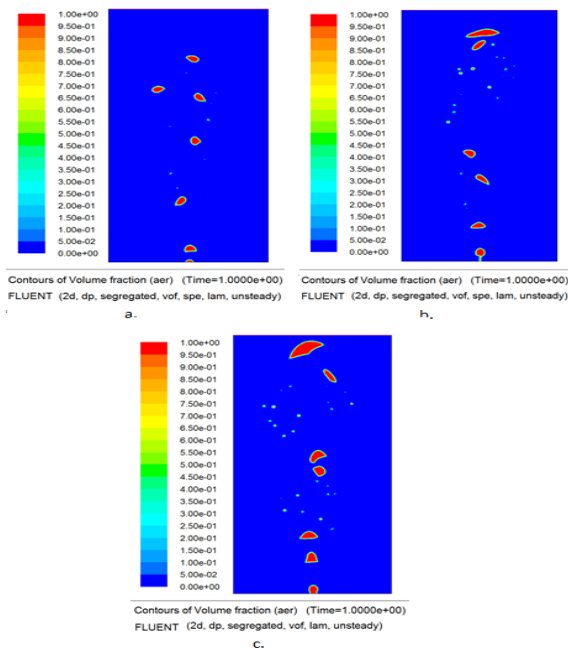 1.00e+00
9.50e-01
9.00e-01
8.50e-01
8.00e-01
7.50e-01
7.00e-01
6.50e-01
6.00e-01
5.50e-01
5.00e-01
4.50e-01
4.00e-01
3.50e-01
3.00e-01
2.50e-01
2.00e-01
1.50e-01
1.00e-01
5.00e-02
0.00e+00
Contours of Volume fraction (aer) (Time=1.0000e+00)
FLUENT (2d, dp, segregated, vof, spe, lam, unsteady)
a.
1.00e+00
9.50e-01
9.00e-01
8.50e-01
8.00e-01
7.50e-01
7.00e-01
6.50e-01
6.00e-01
5.50e-01
5.00e-01
4.50e-01
4.00e-01
3.50e-01
3.00e-01
2.50e-01
2.00e-01
1.50e-01
1.00e-01
5.00e-02
0.00e+00
Contours of Volume fraction (aer) (Time=1.0000e+00)
FLUENT (2d, dp, segregated, vof, spe, lam, unsteady)
b.
1.00e+00
9.50e-01
9.00e-01
8.50e-01
8.00e-01
7.50e-01
7.00e-01
6.50e-01
6.00e-01
5.50e-01
5.00e-01
4.50e-01
4.00e-01
3.50e-01
3.00e-01
2.50e-01
2.00e-01
1.50e-01
1.00e-01
5.00e-02
0.00e+00
Contours of Volume fraction (aer) (Time=1.0000e+00)
FLUENT (2d, dp, segregated, vof, lam, unsteady)
c.